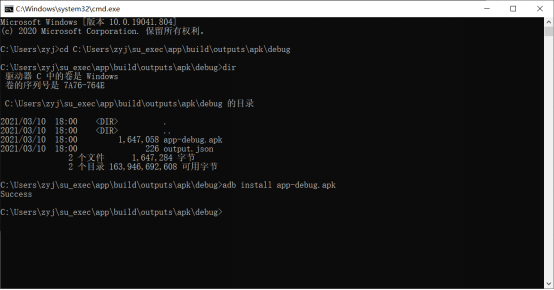 C:\Windows\system32\cmd.exe
Microsoft Windows [版本 10.0.19041.804]
(c) 2020 Microsoft Corporation. 保留所有权利。
C:\Users\zyj>cd C:\Users\zyj\su_exec\app\build\outputs\apk\debug
C:\Users\zyj\su_exec\app\build\outputs\apk\debug>dir
驱动器 C 中的卷是 Windows
卷的序列号是 7A76-764E
C:\Users\zyj\su_exec\app\build\outputs\apk\debug 的目录
2021/03/10  18:00    <DIR>          .
2021/03/10  18:00    <DIR>          ..
2021/03/10  18:00         1,647,058 app-debug.apk
2021/03/10  18:00               226 output.json
2 个文件      1,647,284 字节
2 个目录 163,946,692,608 可用字节
C:\Users\zyj\su_exec\app\build\outputs\apk\debug>adb install app-debug.apk
Success
C:\Users\zyj\su_exec\app\build\outputs\apk\debug>